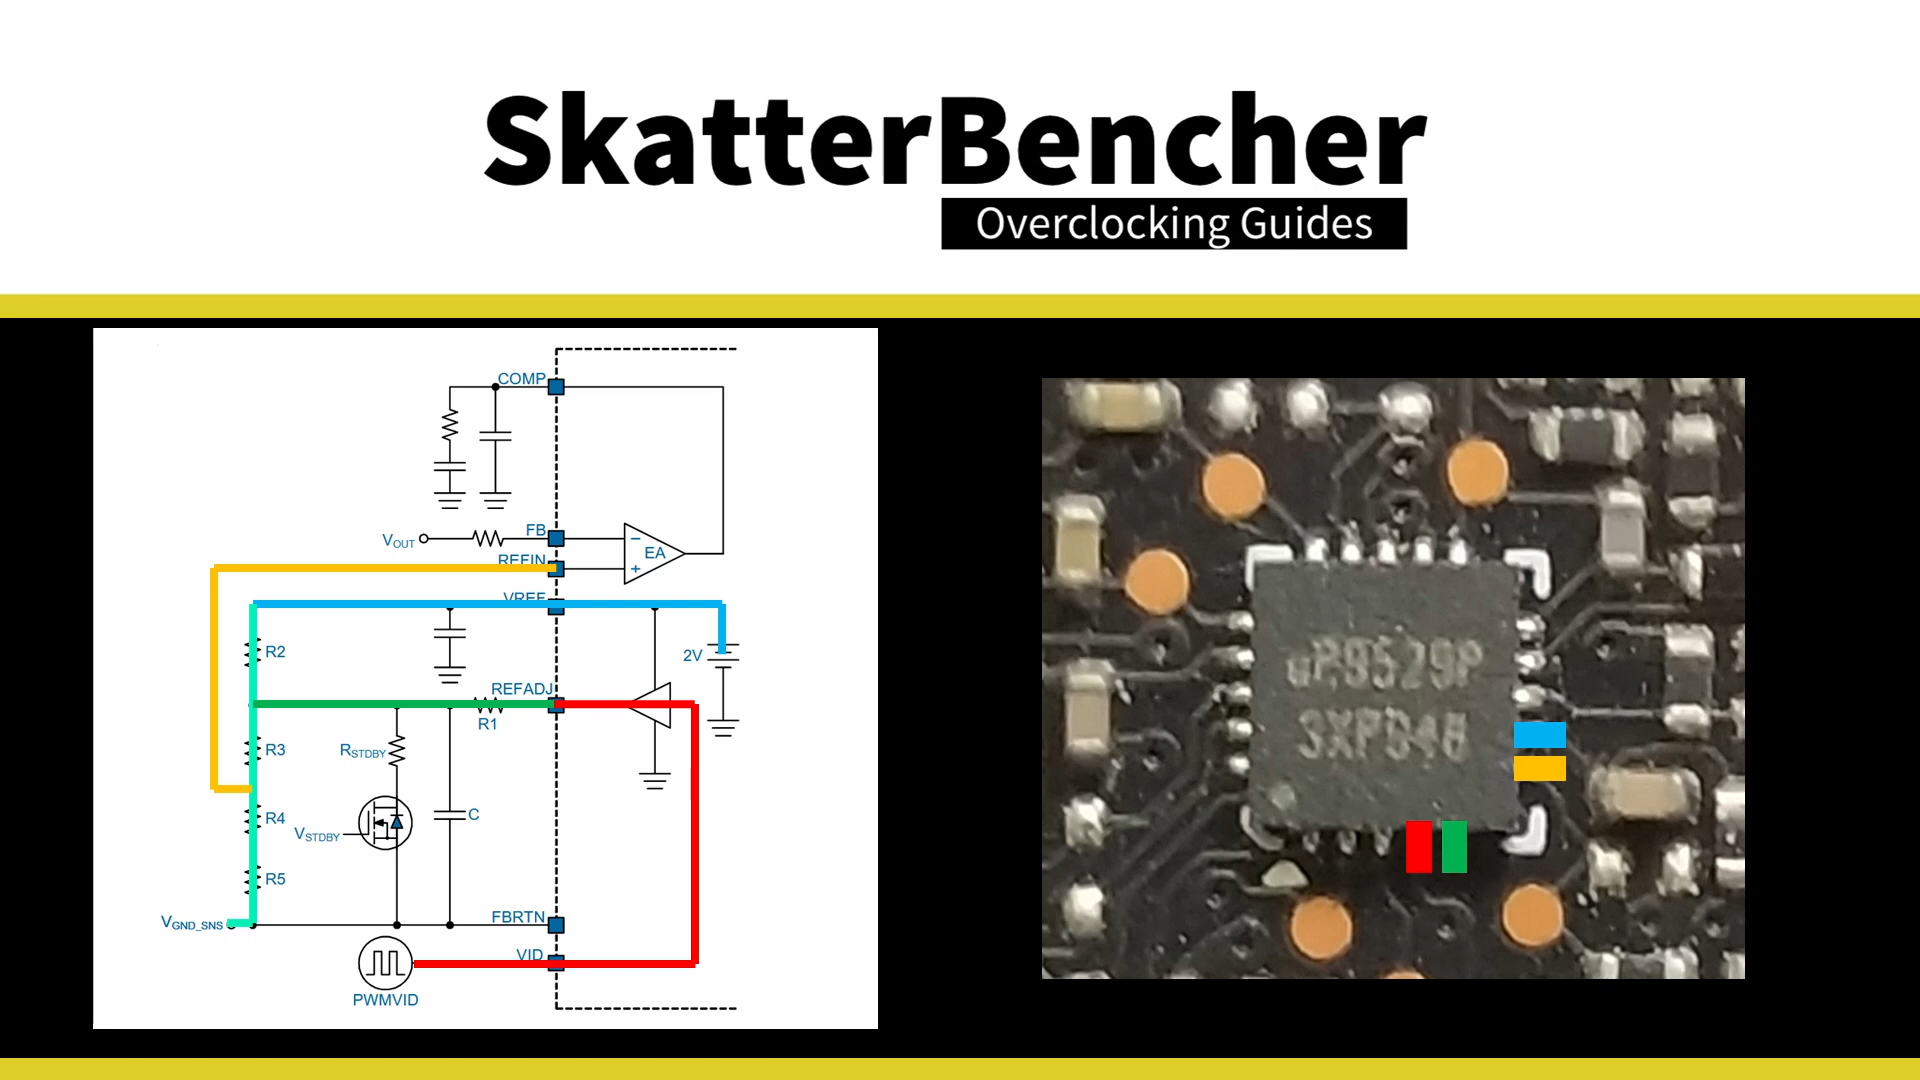 SkatterBencher
Overclocking Guides
COMP
FB
VOUT
EA
REFIN
VREF
R2
2V
REFADJ
R1
R3
RSTDBY
R4
C
VSTDBY
R5
FBRTN
VGND_SNS
VID
PWMVID
uP9529P